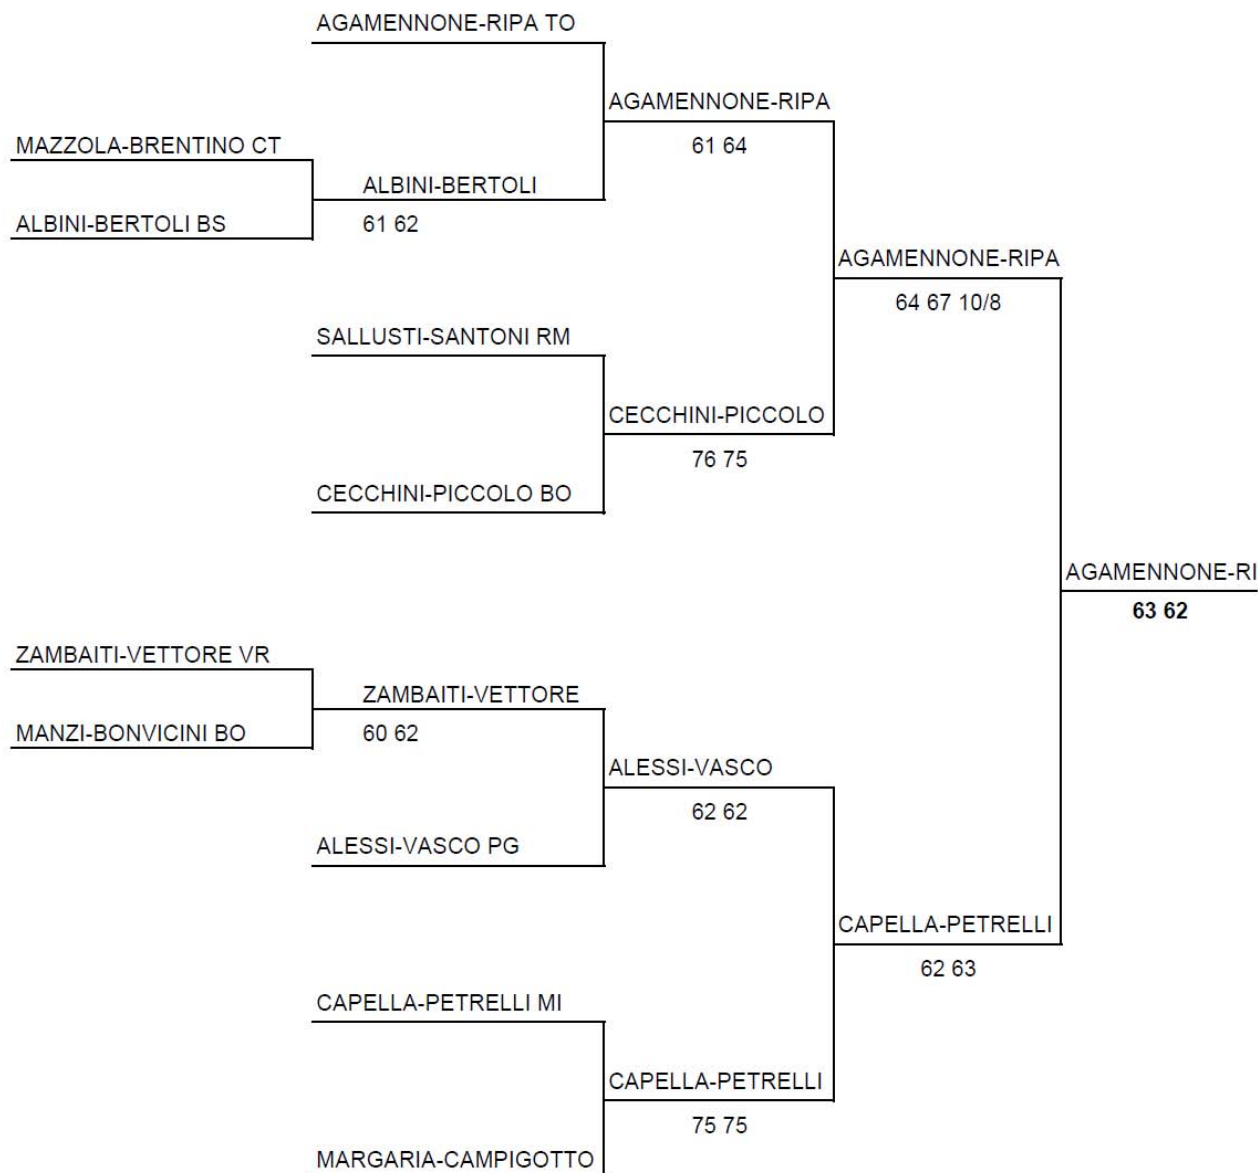 AGAMENNONE-RIPA TO
AGAMENNONE-RIPA
61 64
MAZZOLA-BRENTINO CT
ALBINI-BERTOLI
61 62
ALBINI-BERTOLI BS
AGAMENNONE-RIPA
64 67 10/8
SALLUSTI-SANTONI RM
CECCHINI-PICCOLO
76 75
CECCHINI-PICCOLO BO
AGAMENNONE-RI
63 62
ZAMBAITI-VETTORE VR
ZAMBAITI-VETTORE
60 62
MANZI-BONVICINI BO
ALESSI-VASCO
62 62
ALESSI-VASCO PG
CAPELLA-PETRELLI
62 63
CAPELLA-PETRELLI MI
CAPELLA-PETRELLI
75 75
MARGARIA-CAMPIGOTTO